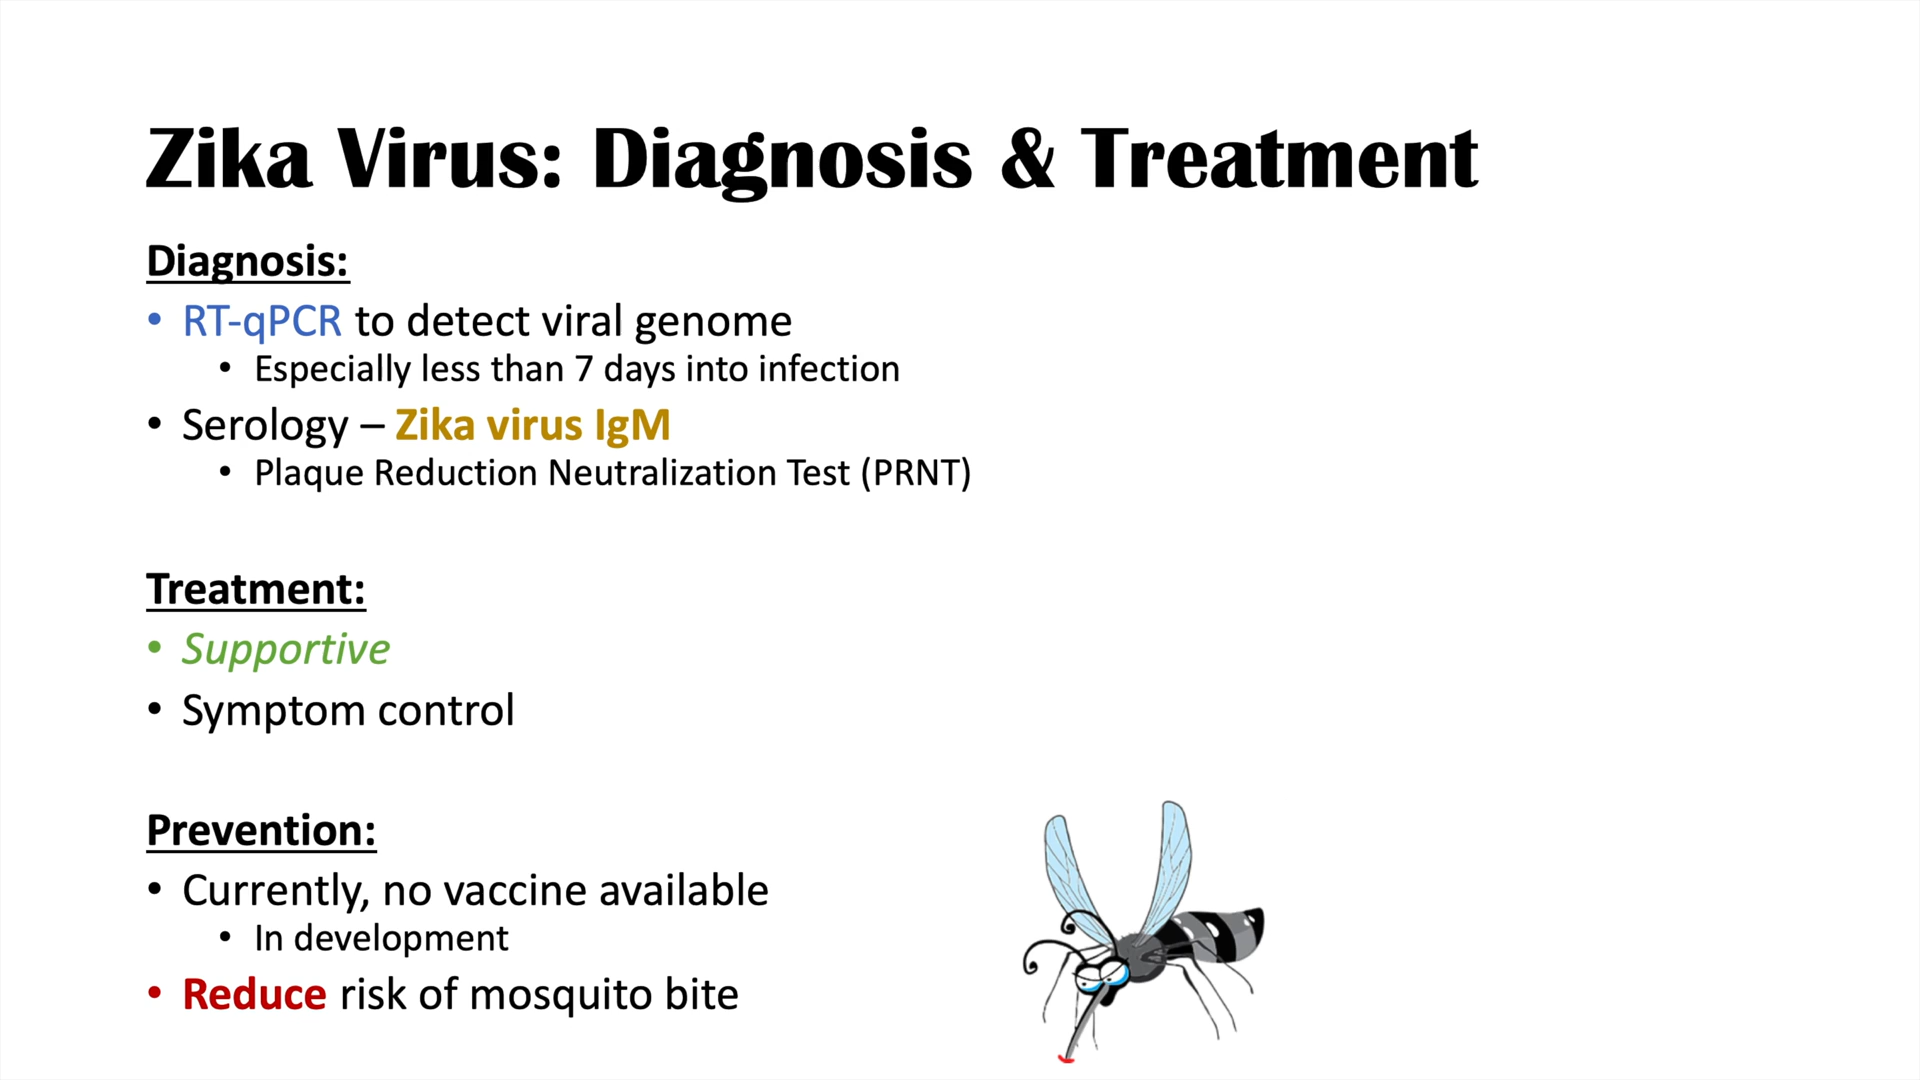 Zika Virus: Diagnosis & Treatment
Diagnosis:
• RT-qPCR to detect viral genome
• Especially less than 7 days into infection
• Serology – Zika virus IgM
• Plaque Reduction Neutralization Test (PRNT)
Treatment:
• Supportive
• Symptom control
Prevention:
• Currently, no vaccine available
• In development
• Reduce risk of mosquito bite